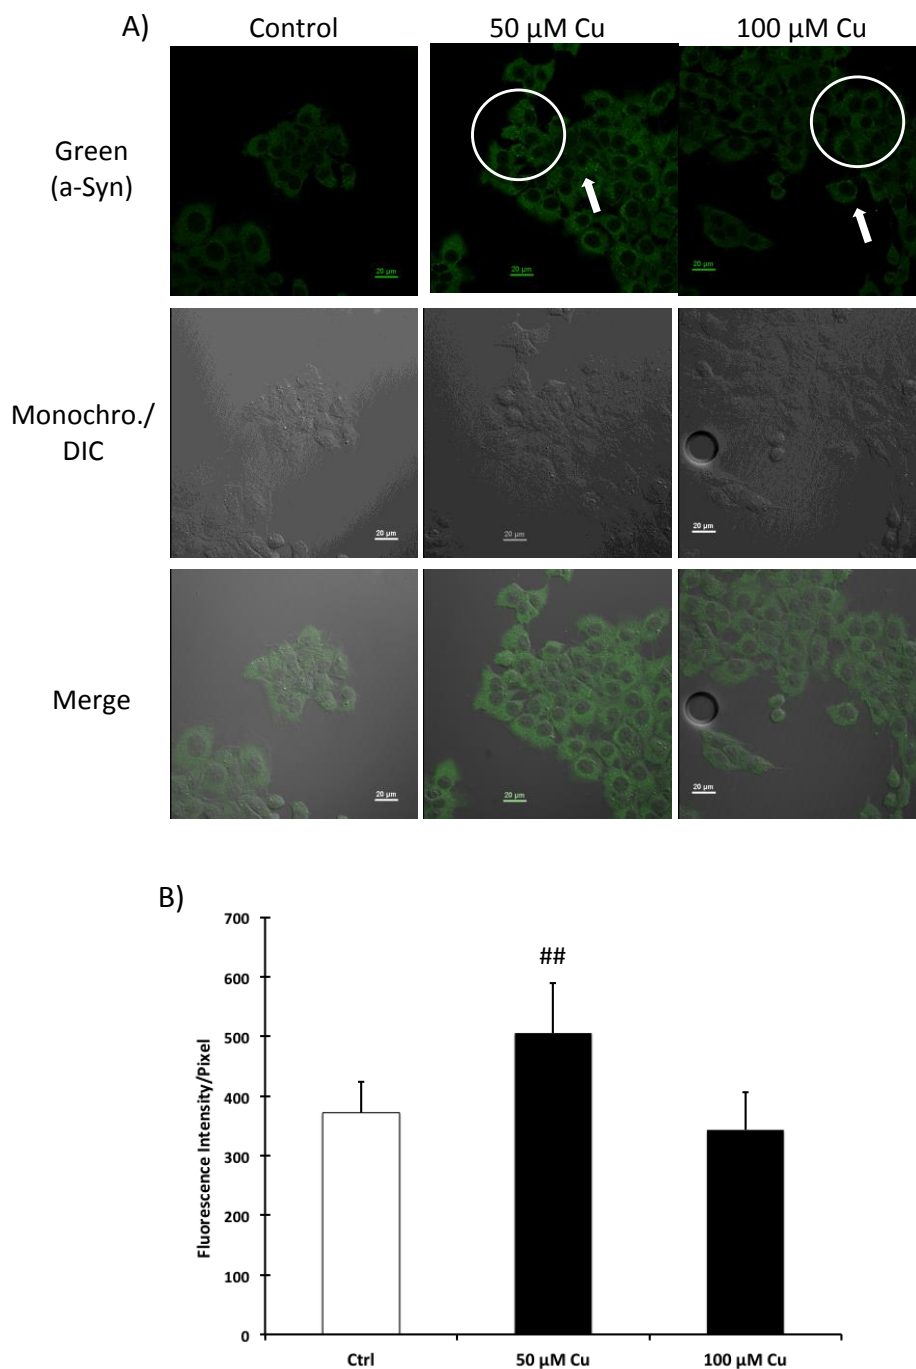 A)
Control
50 µM Cu
100 µM Cu
Green
(a-Syn)
20 µm
20 µm
20 µm
Monochro./
DIC
20 µm
20 µm
20 µm
Merge
20 µm
20 µm
20 µm
B)
700
600
500
400
300
200
100
0
Fluorescence Intensity/Pixel
##
Ctrl
50 µM Cu
100 µM Cu